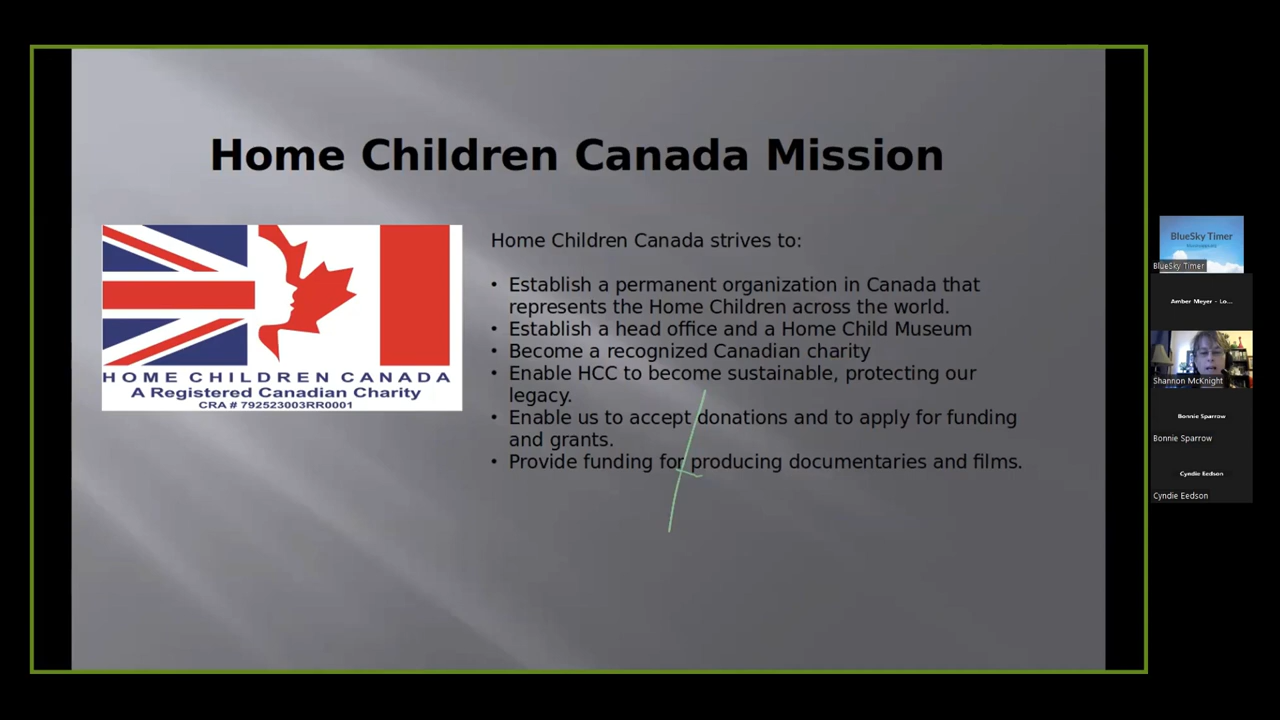 Home Children Canada Mission
HOME CHILDREN CANADA
A Registered Canadian Charity
CRA # 792523003RR0001
Home Children Canada strives to:
• Establish a permanent organization in Canada that
represents the Home Children across the world.
• Establish a head office and a Home Child Museum
• Become a recognized Canadian charity
• Enable HCC to become sustainable, protecting our
legacy.
• Enable us to accept donations and to apply for funding
and grants.
• Provide funding for producing documentaries and films.
BlueSky Timer
BlueSky Timer
Amber Meyer - Lo...
Shannon McKnight
Bonnie Sparrow
Bonnie Sparrow
Cyndie Eedson
Cyndie Eedson